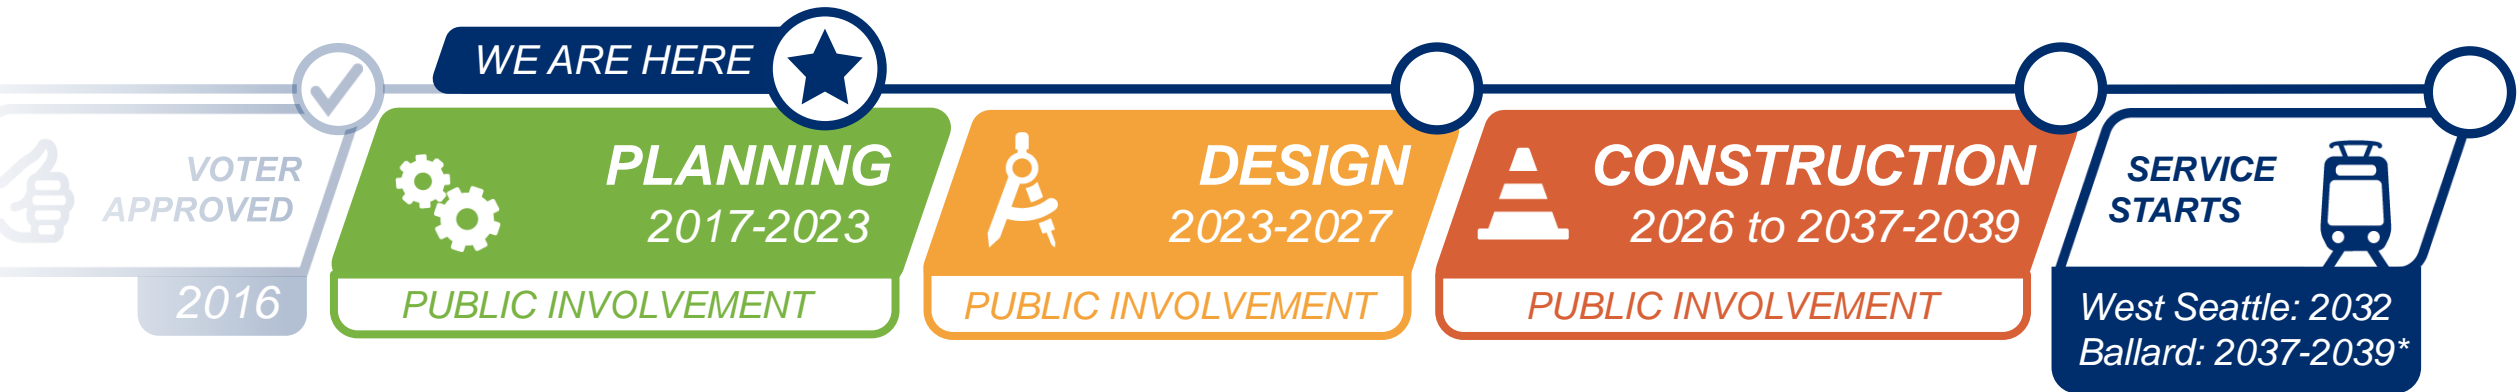 WE ARE HERE
VOTER
APPROVED
2016
PLANNING
2017-2023
PUBLIC INVOLVEMENT
DESIGN
2023-2027
PUBLIC INVOLVEMENT
CONSTRUCTION
2026 to 2037-2039
PUBLIC INVOLVEMENT
SERVICE
STARTS
West Seattle: 2032
Ballard: 2037-2039*